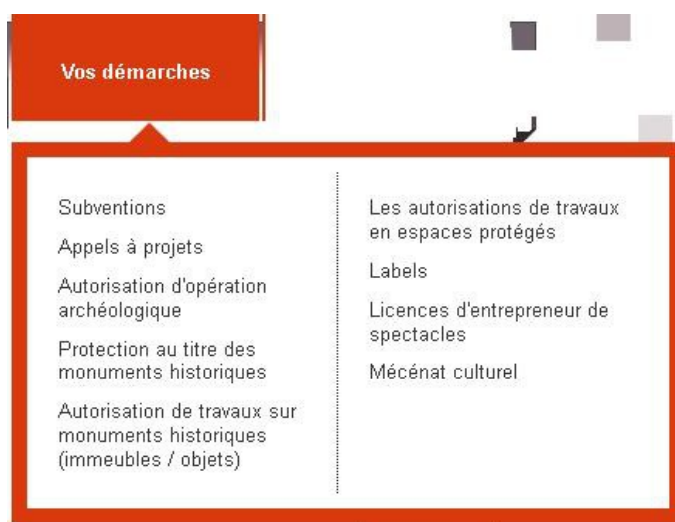 Vos démarches
Subventions
Appels à projets
Autorisation d'opération
archéologique
Protection au titre des
monuments historiques
Autorisation de travaux sur
monuments historiques
(immeubles / objets)
Les autorisations de travaux
en espaces protégés
Labels
Licences d'entrepreneur de
spectacles
Mécénat culturel